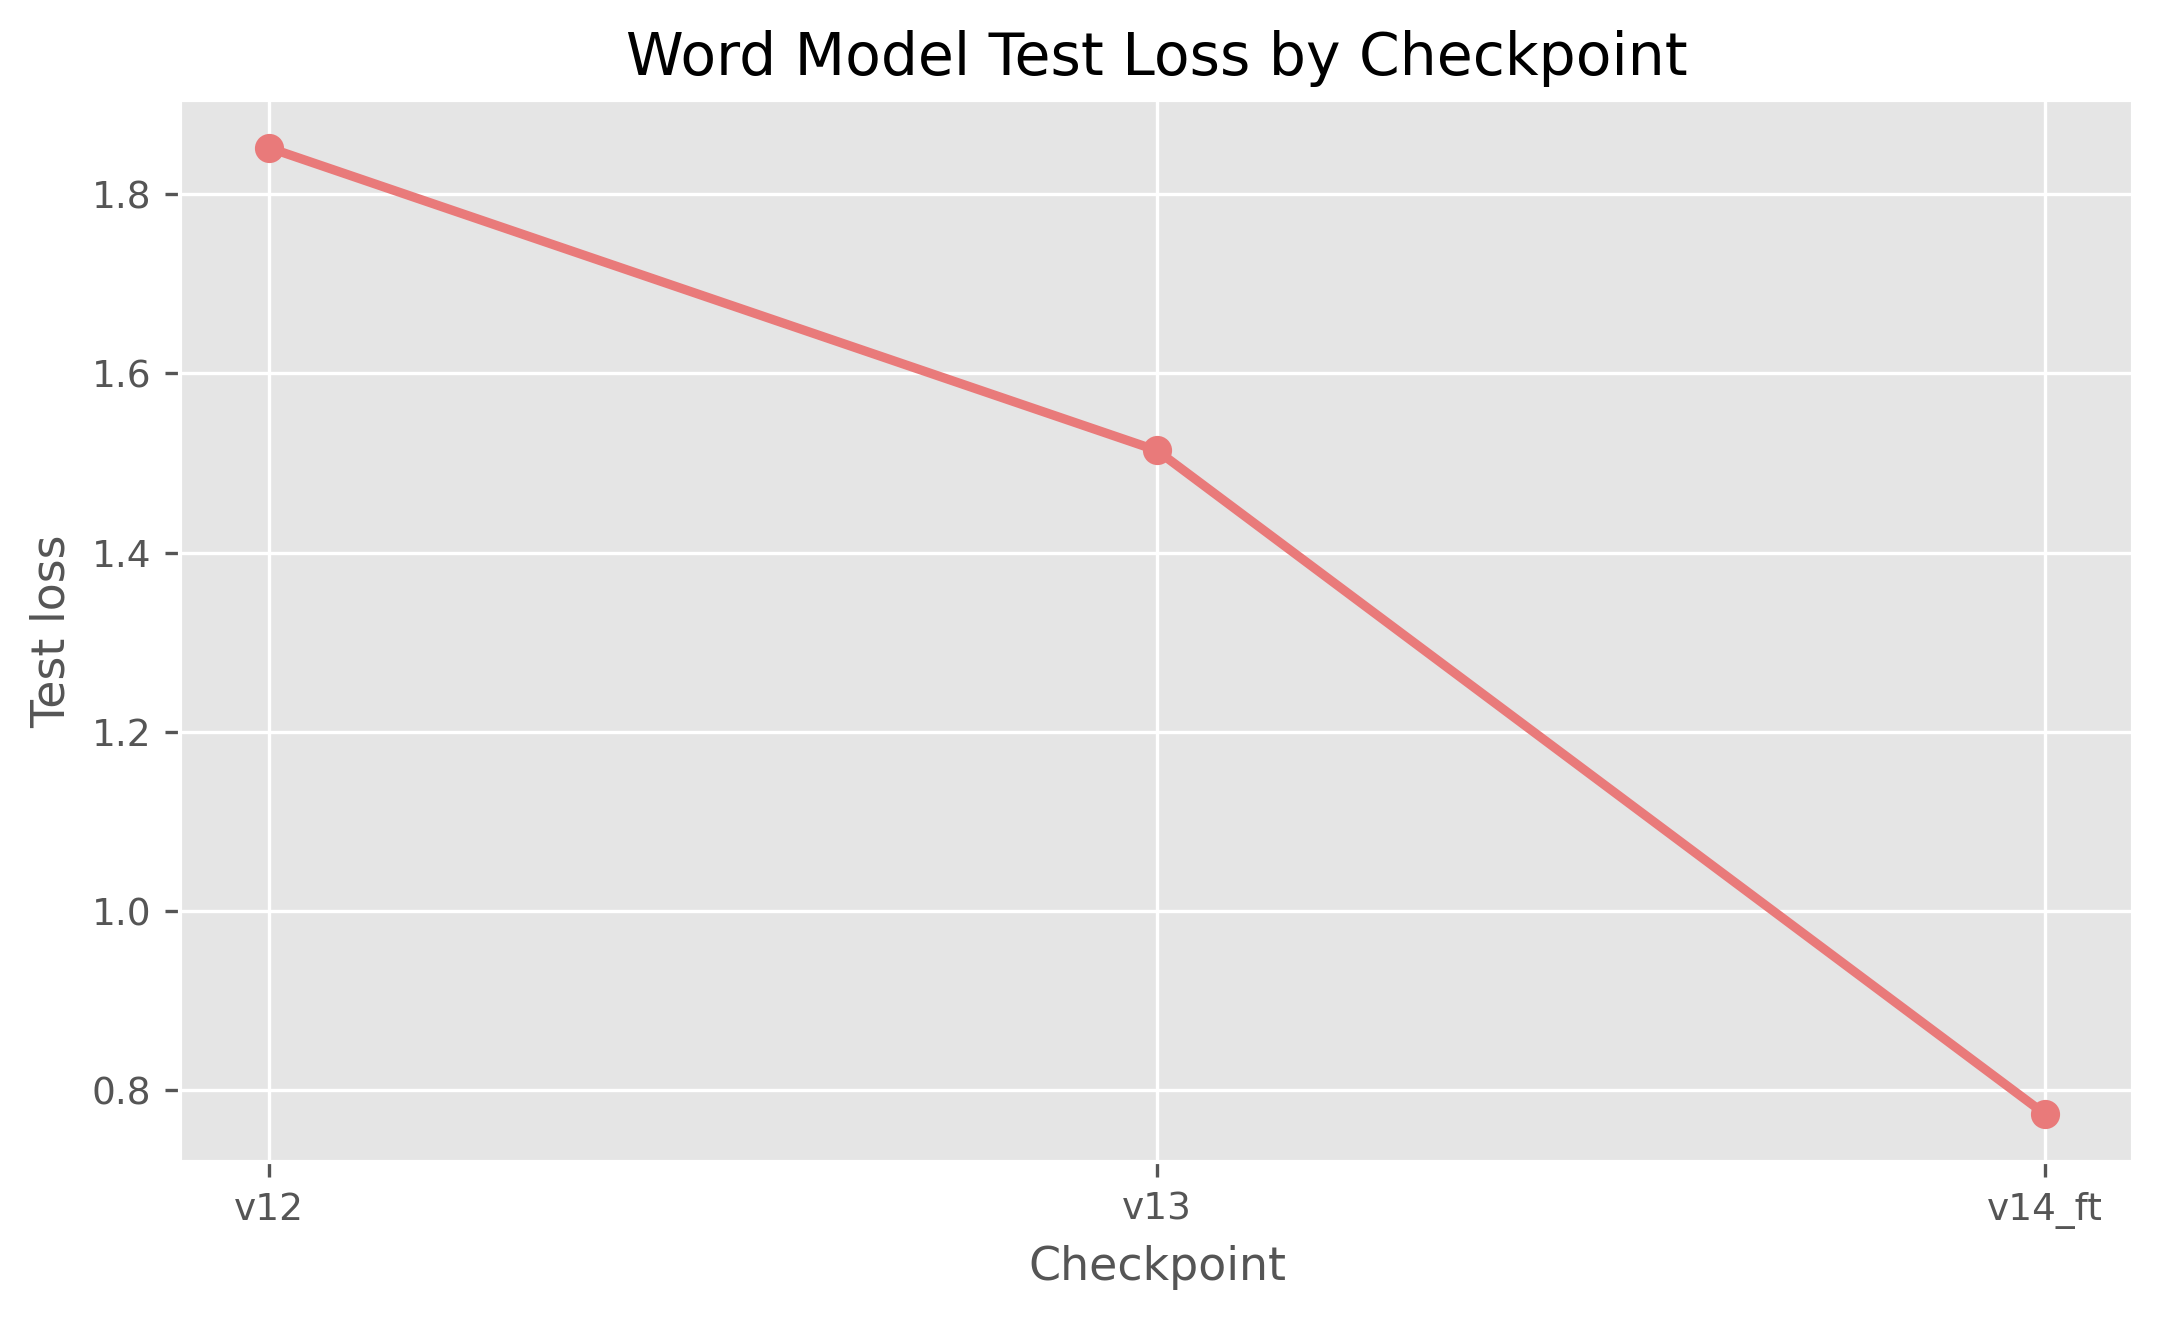 Word Model Test Loss by Checkpoint
1.8
1.6
1.4
1.2
1.0
0.8
Test loss
v12
v13
v14_ft
Checkpoint